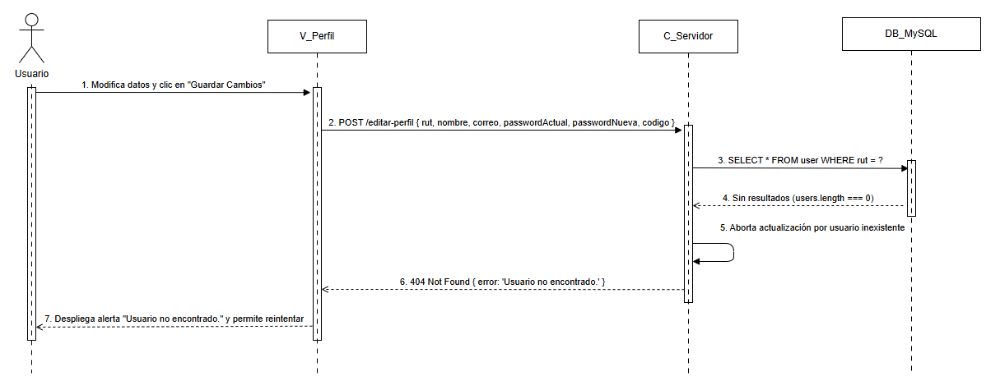 Usuario
V_Perfil
C_Servidor
DB_MySQL
1. Modifica datos y clic en "Guardar Cambios"
2. POST /editar-perfil { rut, nombre, correo, passwordActual, passwordNueva, codigo }
3. SELECT * FROM user WHERE rut = ?
4. Sin resultados (users.length === 0)
5. Aborta actualización por usuario inexistente
6. 404 Not Found { error: 'Usuario no encontrado.' }
7. Despliega alerta "Usuario no encontrado." y permite reintentar